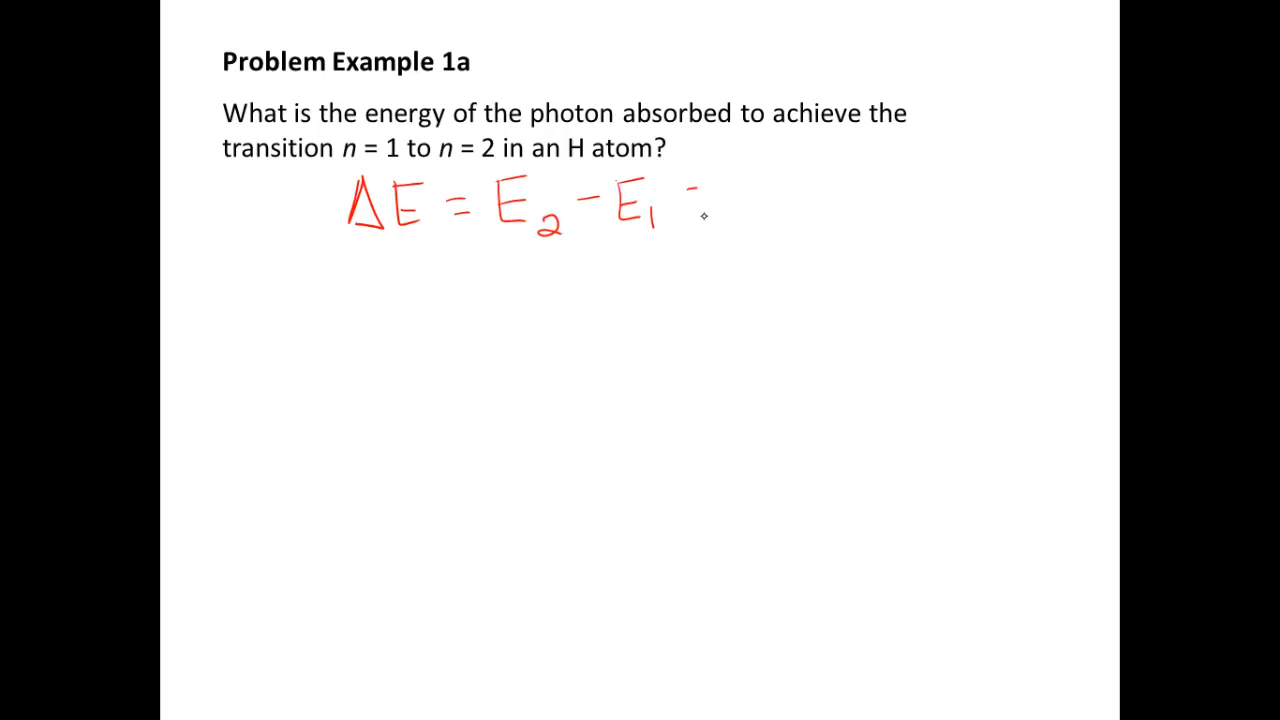 Problem Example 1a
What is the energy of the photon absorbed to achieve the
transition n = 1 to n = 2 in an H atom?
ΔE = E₂ - E₁ -